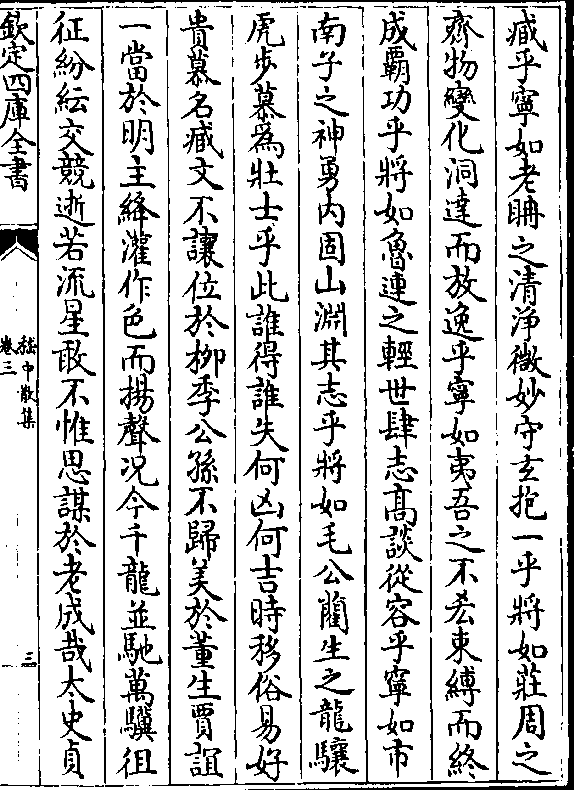 臧乎寧如老聃之清淨微妙守玄抱一乎將如莊周之
齊物變化洞達而放逸乎寧如夷吾之不吝束縛而終
成覇功乎將如魯連之輕世肆志髙談從容乎寧如市
南子之神勇内固山淵其志乎將如毛公藺生之龍驤
虎步慕爲壯士乎此誰得誰失何凶何吉時移俗易好
貴慕名臧文不讓位於柳季公孫不歸美於董生賈誼
一當於明主絳灌作色而揚聲况今千龍並馳萬驥徂
征紛紜交競逝若流星敢不惟思謀於老成哉太史貞
欽定四庫全書
嵇中散集
卷三
三